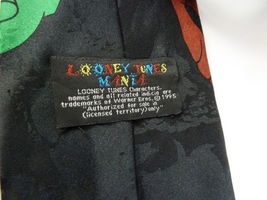 LOONEY TUNES
MANIA
LOONEY TUNES Characters,
names and all related indicia are
trademarks of Warner Bros. © 1995
"Authorized for sale in
(licensed territory) only"